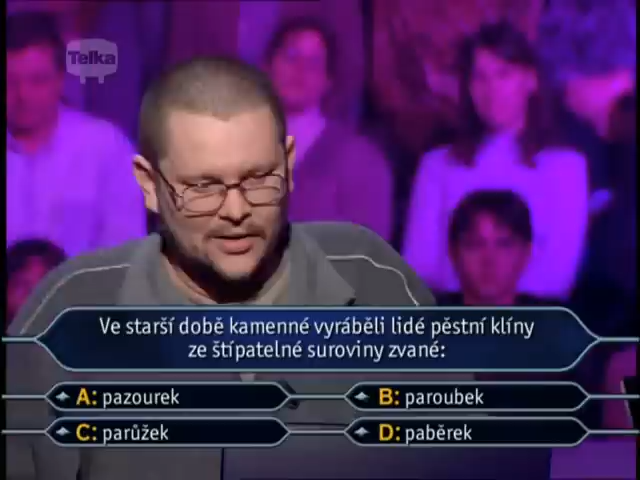 Telka
Ve starší době kamenné vyráběli lidé pěstní klíny
ze štípatelné suroviny zvané:
A: pazourek
B: paroubek
C: parůžek
D: paběrek